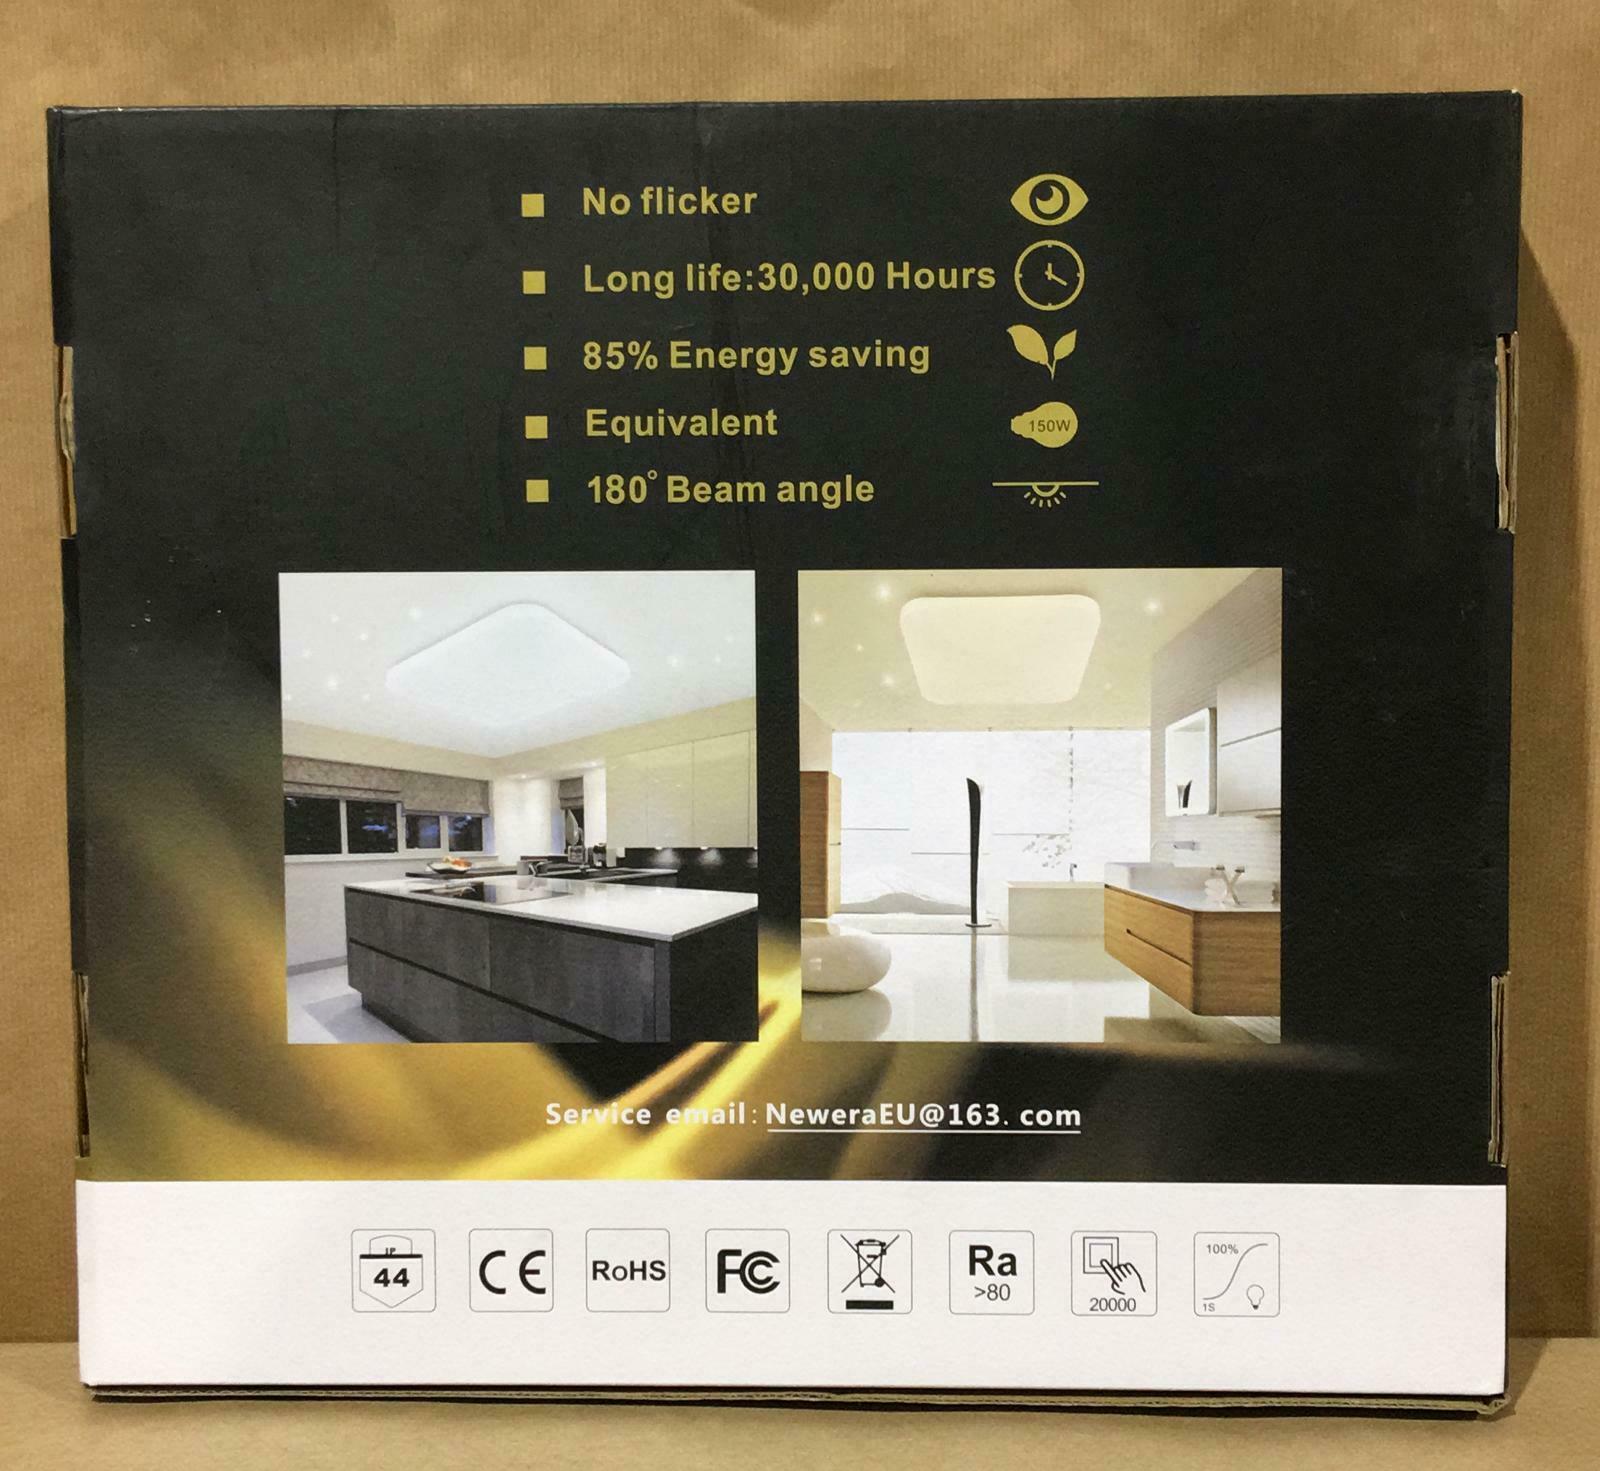 No flicker
Long life:30,000 Hours
85% Energy saving
Equivalent
150W
180° Beam angle
Service email: NeweraEU@163. com
IP
44
CE
RoHS
FC
Ra
>80
20000
100%
1S